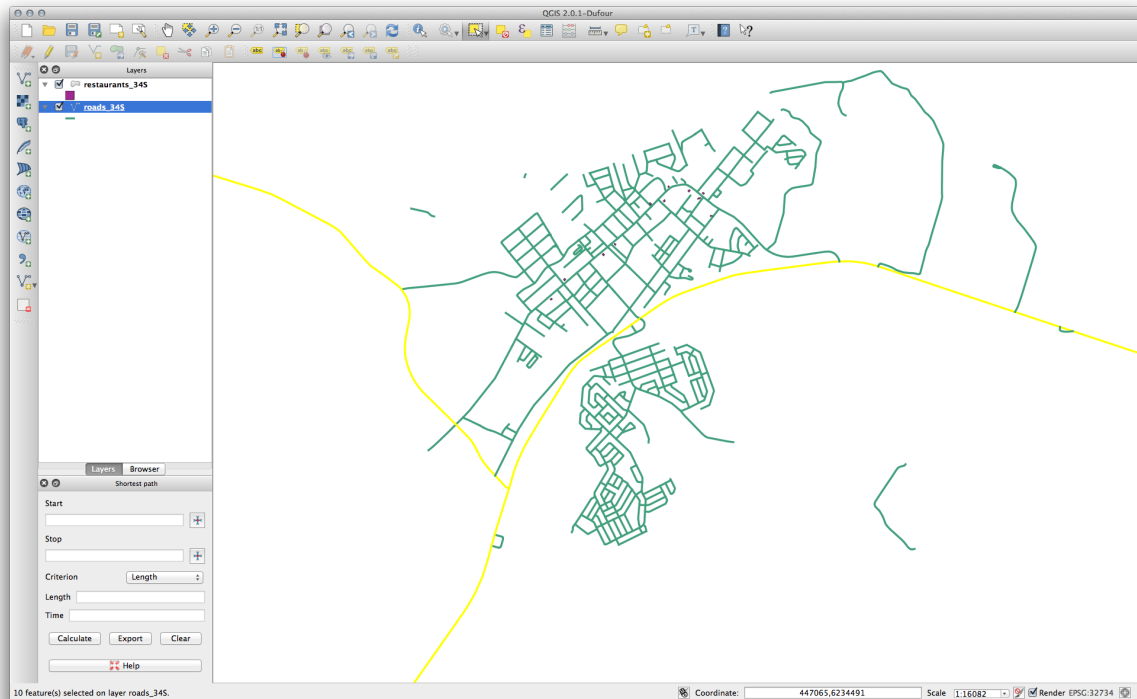 QGIS 2.0.1-Dufour
Layers
restaurants_34S
roads_34S
Layers Browser
Shortest path
Start
Stop
Criterion Length
Length
Time
Calculate Export Clear
Help
10 feature(s) selected on layer roads_34S.
Coordinate: 447065,6234491 Scale 1:16082 Render EPSG:32734